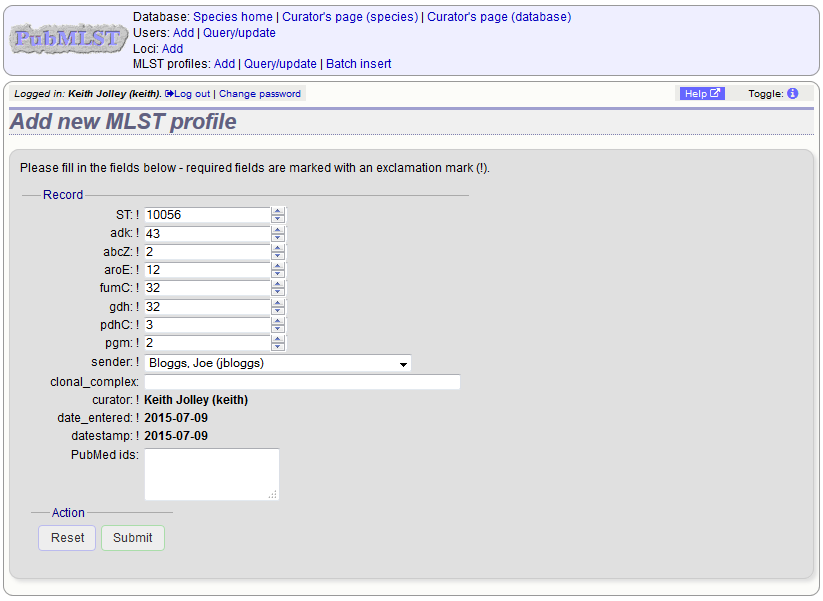 PubMLST
Database: Species home | Curator's page (species) | Curator's page (database)
Users: Add | Query/update
Loci: Add
MLST profiles: Add | Query/update | Batch insert
Logged in: Keith Jolley (keith). Log out | Change password
Help
Toggle:
Add new MLST profile
Please fill in the fields below - required fields are marked with an exclamation mark (!).
Record
ST: ! 10056
adk: ! 43
abcZ: ! 2
aroE: ! 12
fumC: ! 32
gdh: ! 32
pdhC: ! 3
pgm: ! 2
sender: ! Bloggs, Joe (jbloggs)
clonal_complex:
curator: ! Keith Jolley (keith)
date_entered: ! 2015-07-09
datestamp: ! 2015-07-09
PubMed ids:
Action
Reset Submit